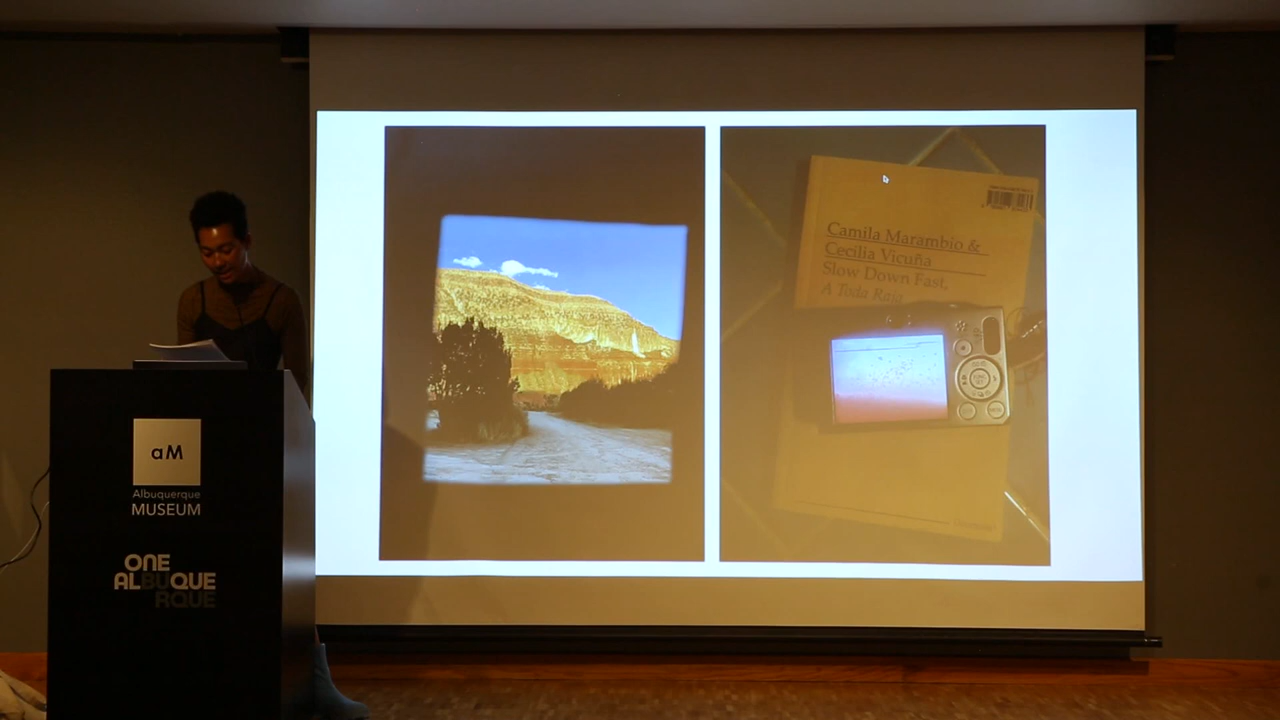 aM
Albuquerque
MUSEUM
ONE
ALBUQUE
RQUE
Camila Marambio &
Cecilia Vicuña
Slow Down Fast,
A Toda Raja